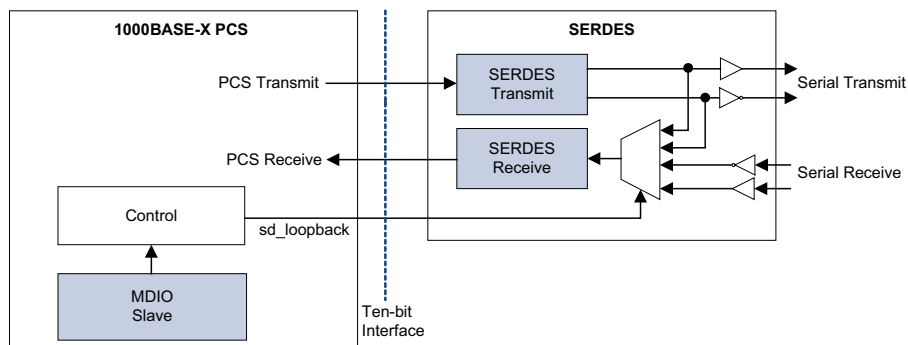 1000BASE-X PCS
SERDES
PCS Transmit
SERDES
Transmit
Serial Transmit
PCS Receive
SERDES
Receive
Serial Receive
Control
sd_loopback
MDIO
Slave
Ten-bit
Interface